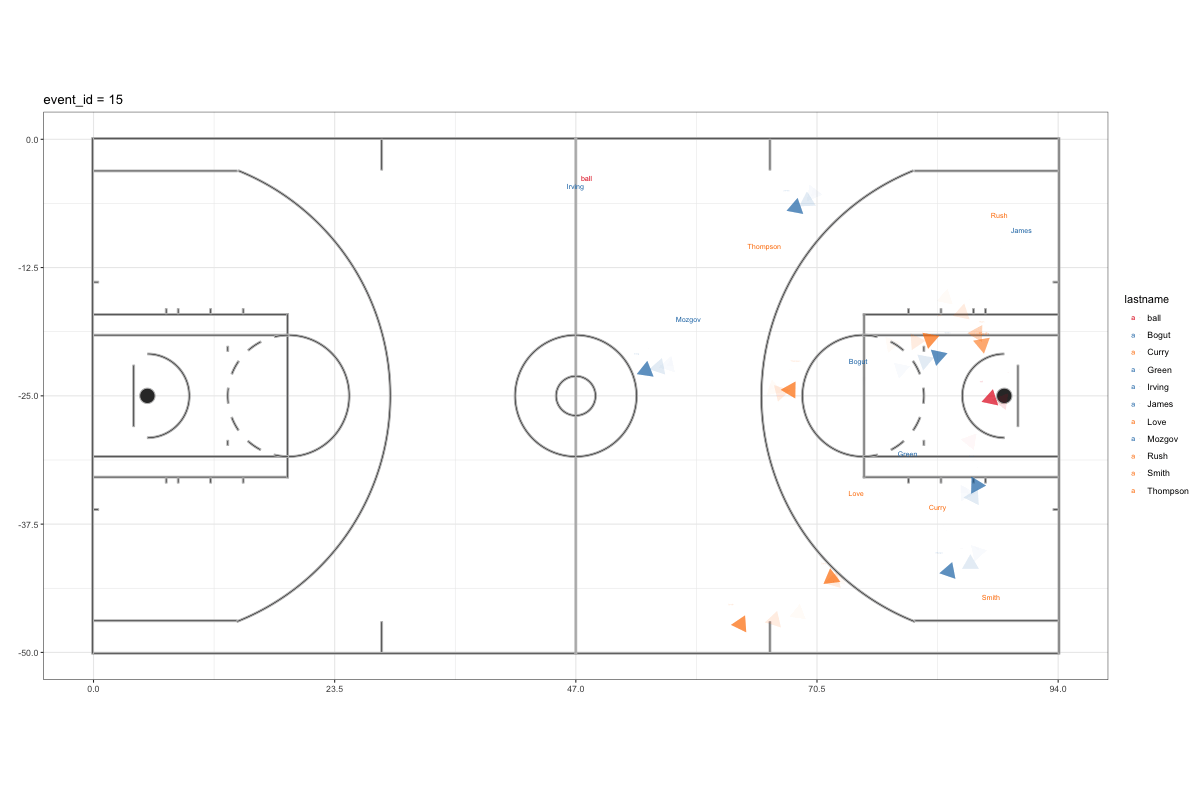 event_id = 15
0.0
-12.5
-25.0
-37.5
-50.0
0.0
23.5
47.0
70.5
94.0
ball
Irving
Rush
James
Thompson
Mozgov
Bogut
Green
Love
Curry
Smith
lastname
a ball
a Bogut
a Curry
a Green
a Irving
a James
a Love
a Mozgov
a Rush
a Smith
a Thompson